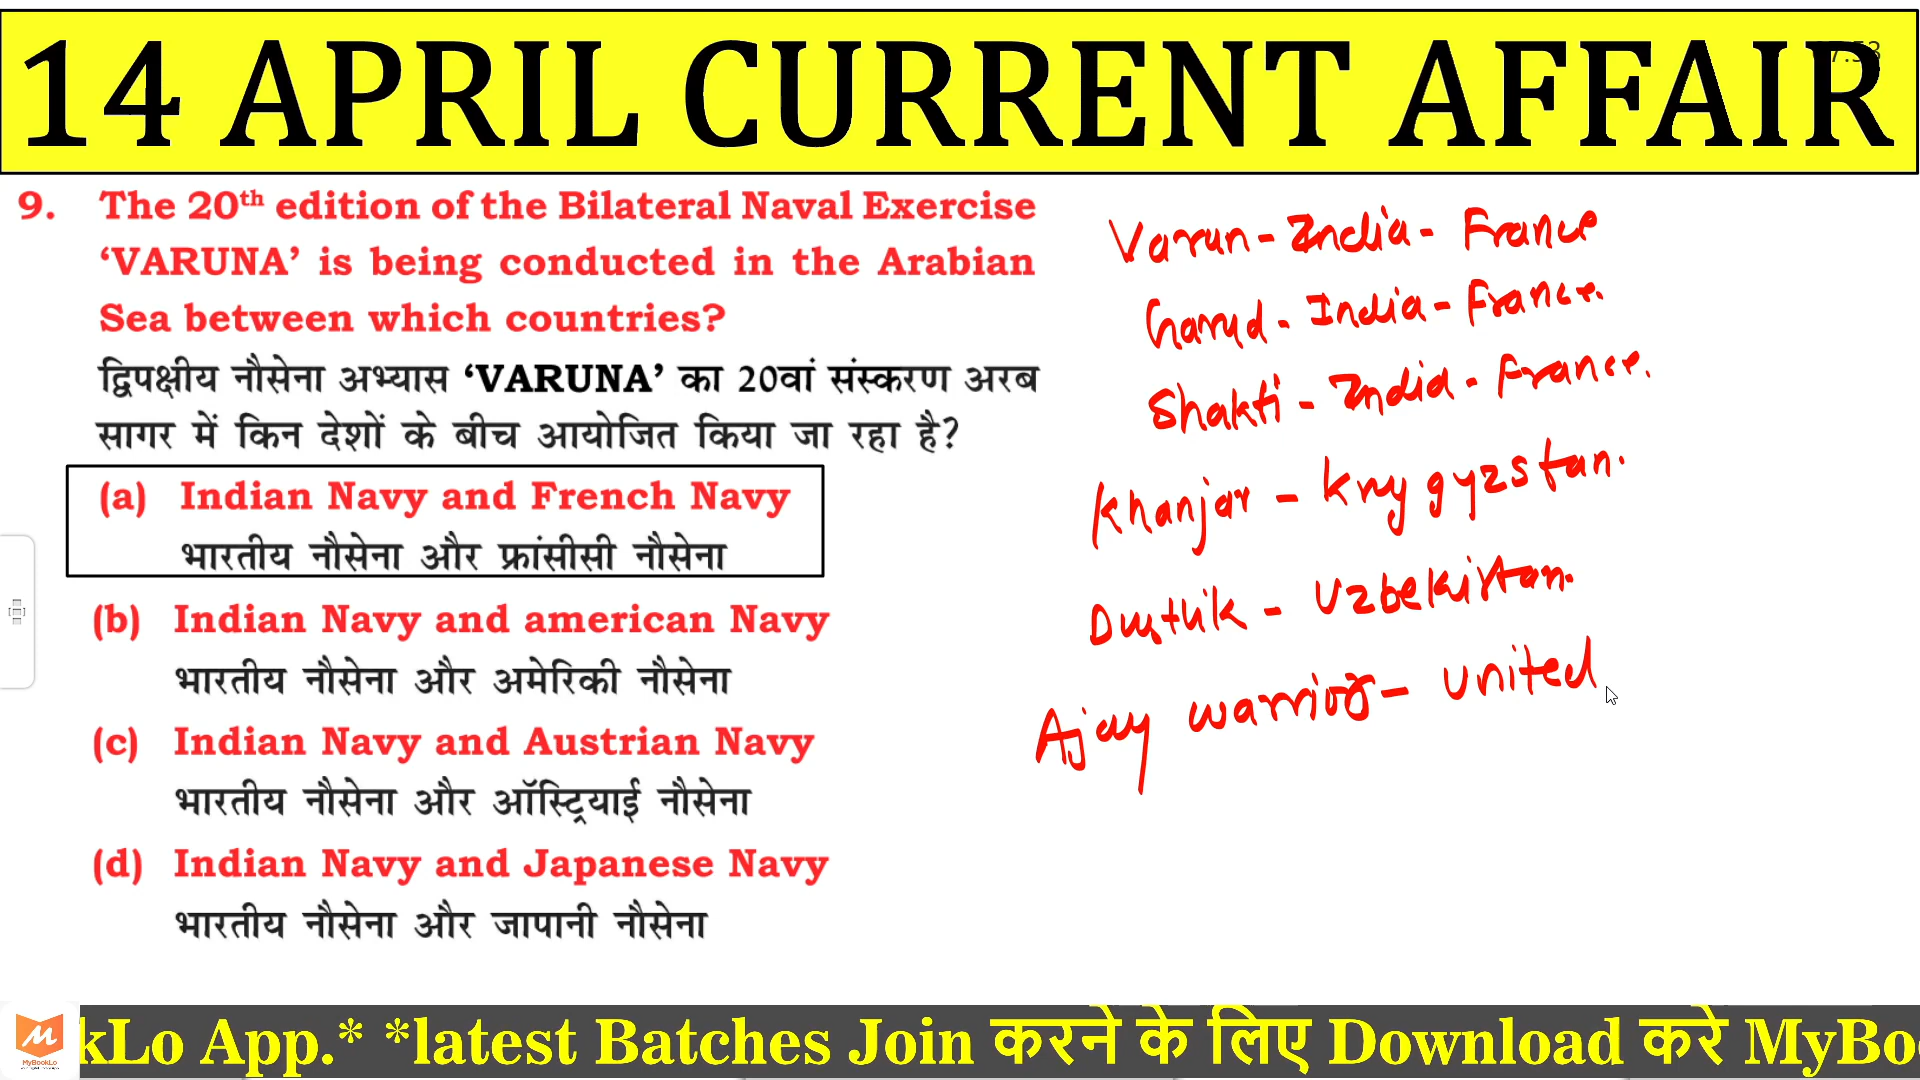 14 APRIL CURRENT AFFAIR
9. The 20th edition of the Bilateral Naval Exercise
‘VARUNA’ is being conducted in the Arabian
Sea between which countries?
द्विपक्षीय नौसेना अभ्यास ‘VARUNA’ का 20वां संस्करण अरब
सागर में किन देशों के बीच आयोजित किया जा रहा है?
(a) Indian Navy and French Navy
भारतीय नौसेना और फ्रांसीसी नौसेना
(b) Indian Navy and american Navy
भारतीय नौसेना और अमेरिकी नौसेना
(c) Indian Navy and Austrian Navy
भारतीय नौसेना और ऑस्ट्रियाई नौसेना
(d) Indian Navy and Japanese Navy
भारतीय नौसेना और जापानी नौसेना
Varun - India - France
Garud - India - France.
Shakti - India - France.
Khanjar - Krygyzstan.
Dustlik - Uzbekistan.
Ajay warrior - United
MyBookLo
kLo App.* *latest Batches Join करने के लिए Download करे MyBo